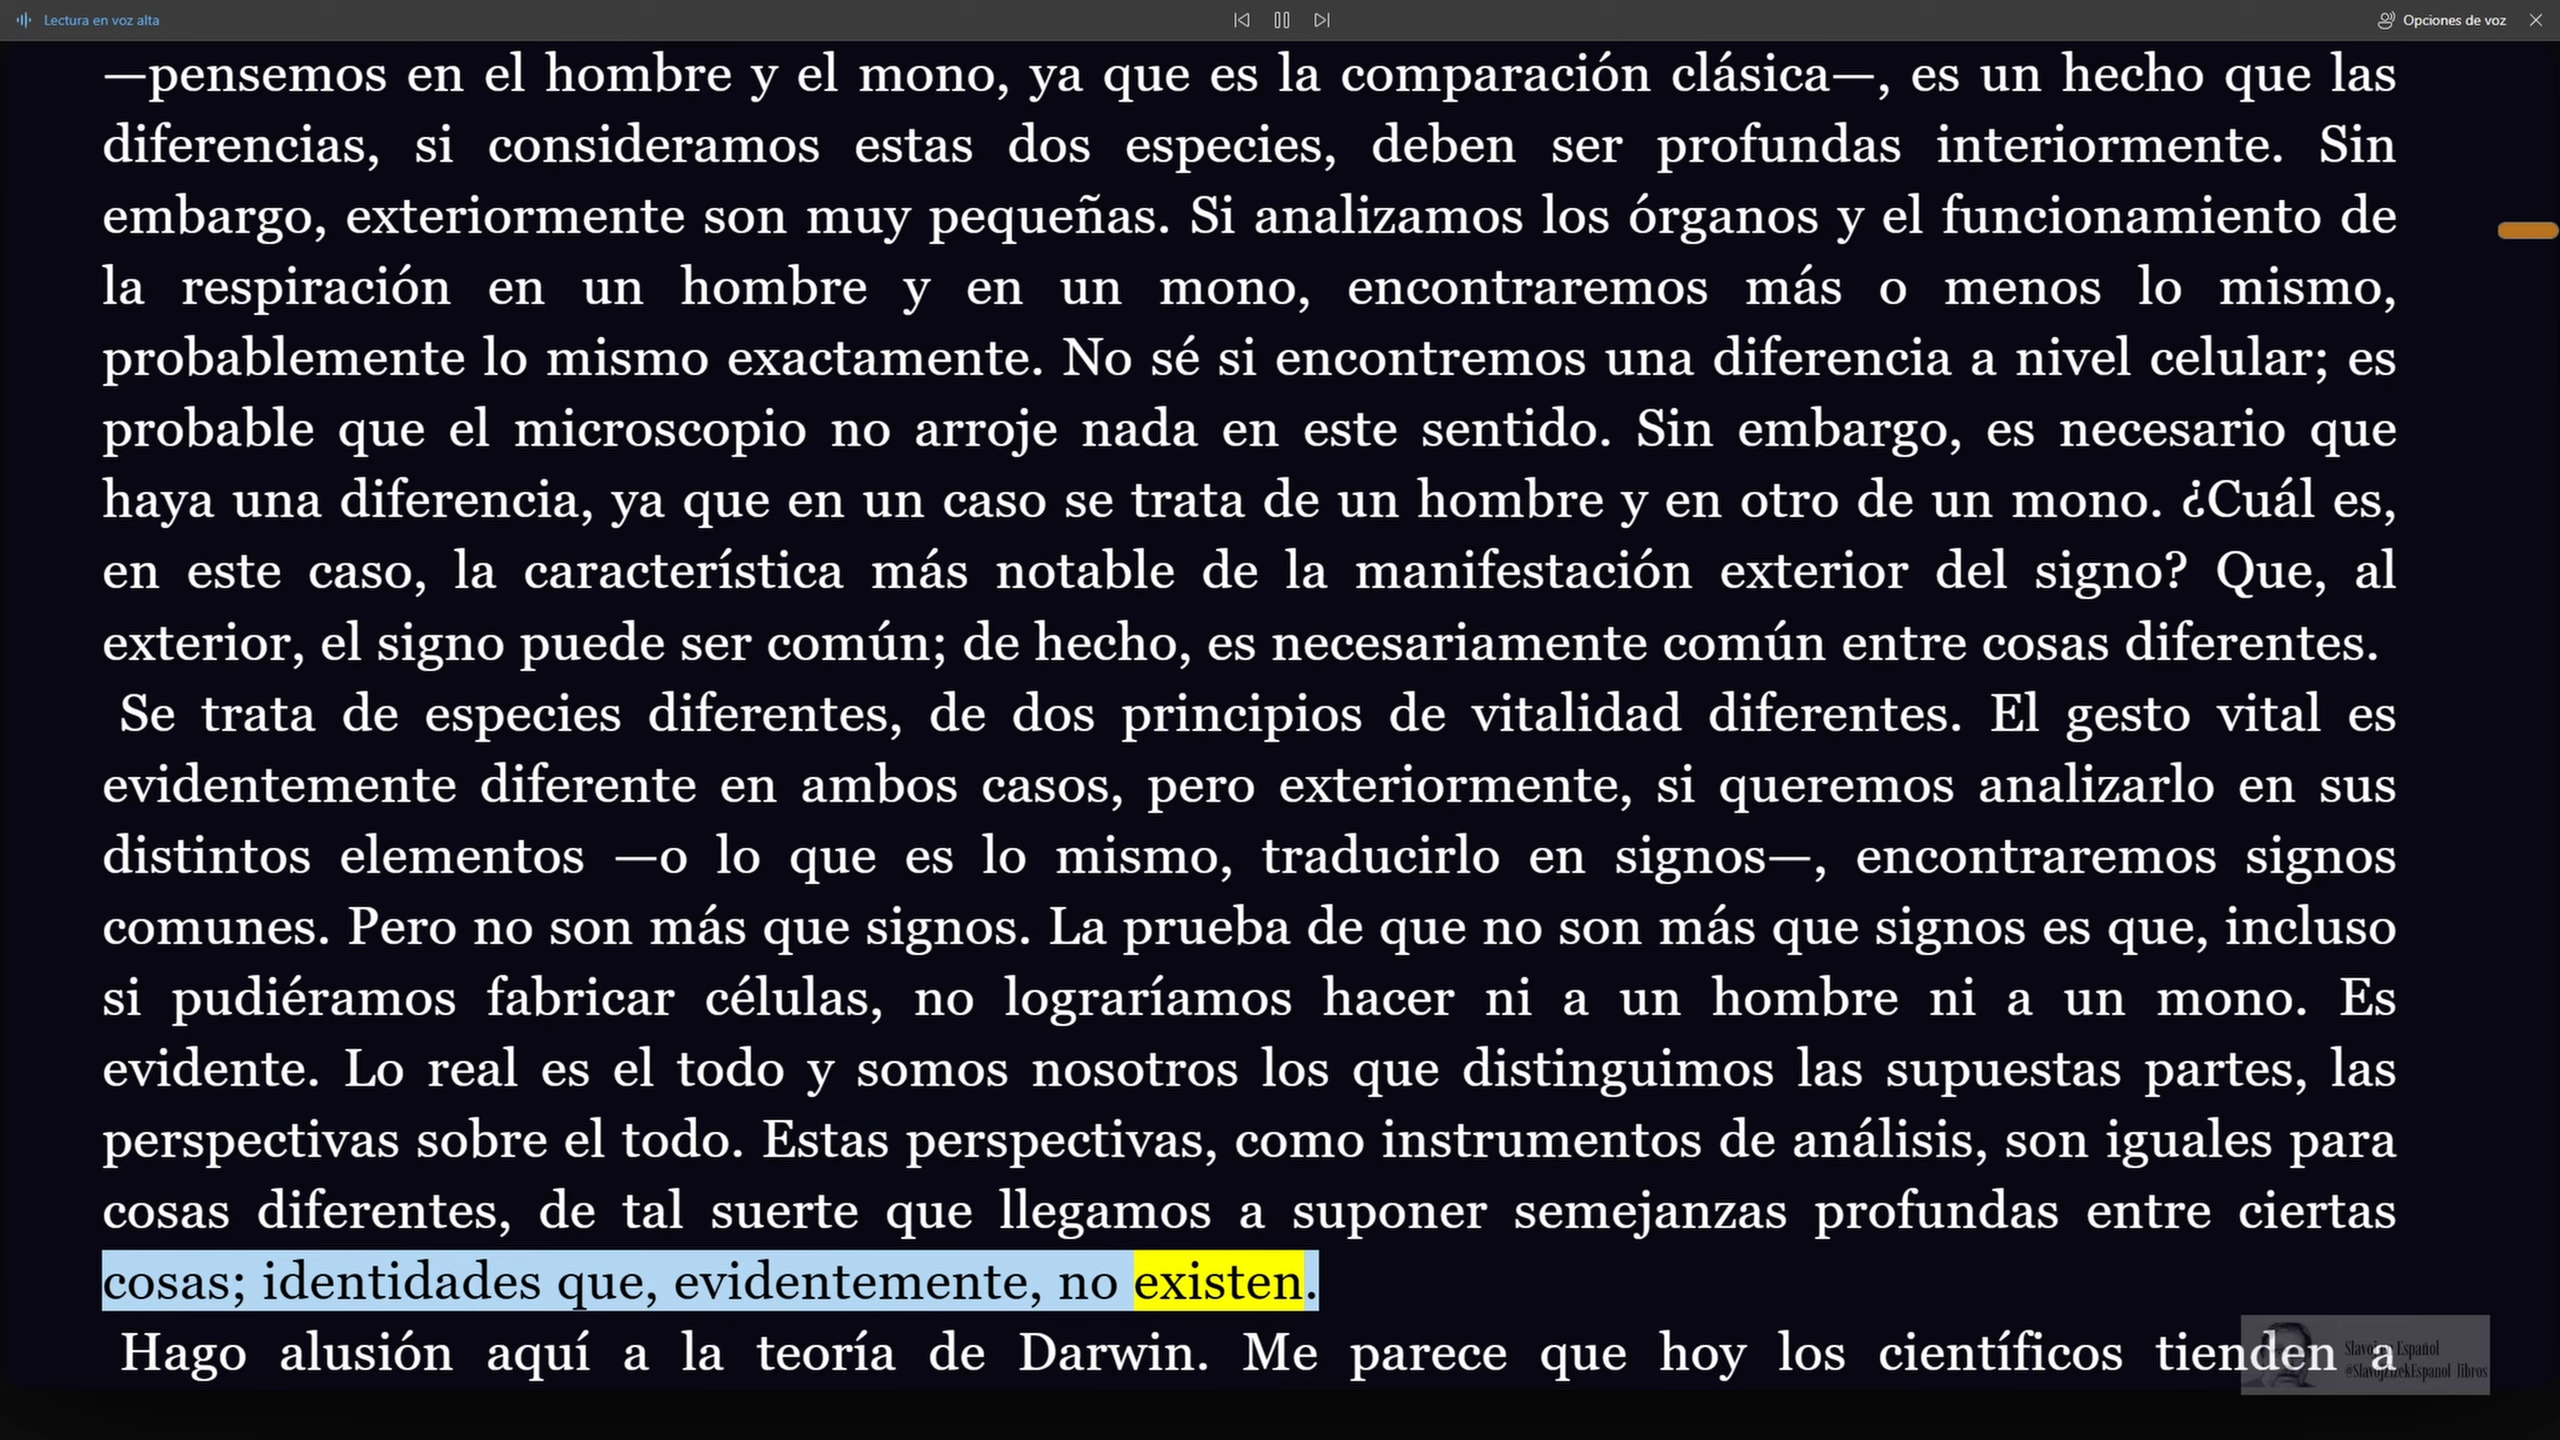 Lectura en voz alta
Opciones de voz
—pensemos en el hombre y el mono, ya que es la comparación clásica—, es un hecho que las
diferencias, si consideramos estas dos especies, deben ser profundas interiormente. Sin
embargo, exteriormente son muy pequeñas. Si analizamos los órganos y el funcionamiento de
la respiración en un hombre y en un mono, encontraremos más o menos lo mismo,
probablemente lo mismo exactamente. No sé si encontremos una diferencia a nivel celular; es
probable que el microscopio no arroje nada en este sentido. Sin embargo, es necesario que
haya una diferencia, ya que en un caso se trata de un hombre y en otro de un mono. ¿Cuál es,
en este caso, la característica más notable de la manifestación exterior del signo? Que, al
exterior, el signo puede ser común; de hecho, es necesariamente común entre cosas diferentes.
Se trata de especies diferentes, de dos principios de vitalidad diferentes. El gesto vital es
evidentemente diferente en ambos casos, pero exteriormente, si queremos analizarlo en sus
distintos elementos —o lo que es lo mismo, traducirlo en signos—, encontraremos signos
comunes. Pero no son más que signos. La prueba de que no son más que signos es que, incluso
si pudiéramos fabricar células, no lograríamos hacer ni a un hombre ni a un mono. Es
evidente. Lo real es el todo y somos nosotros los que distinguimos las supuestas partes, las
perspectivas sobre el todo. Estas perspectivas, como instrumentos de análisis, son iguales para
cosas diferentes, de tal suerte que llegamos a suponer semejanzas profundas entre ciertas
cosas; identidades que, evidentemente, no existen.
Hago alusión aquí a la teoría de Darwin. Me parece que hoy los científicos tienden a
Español
@SlavojZizekEspanol libros